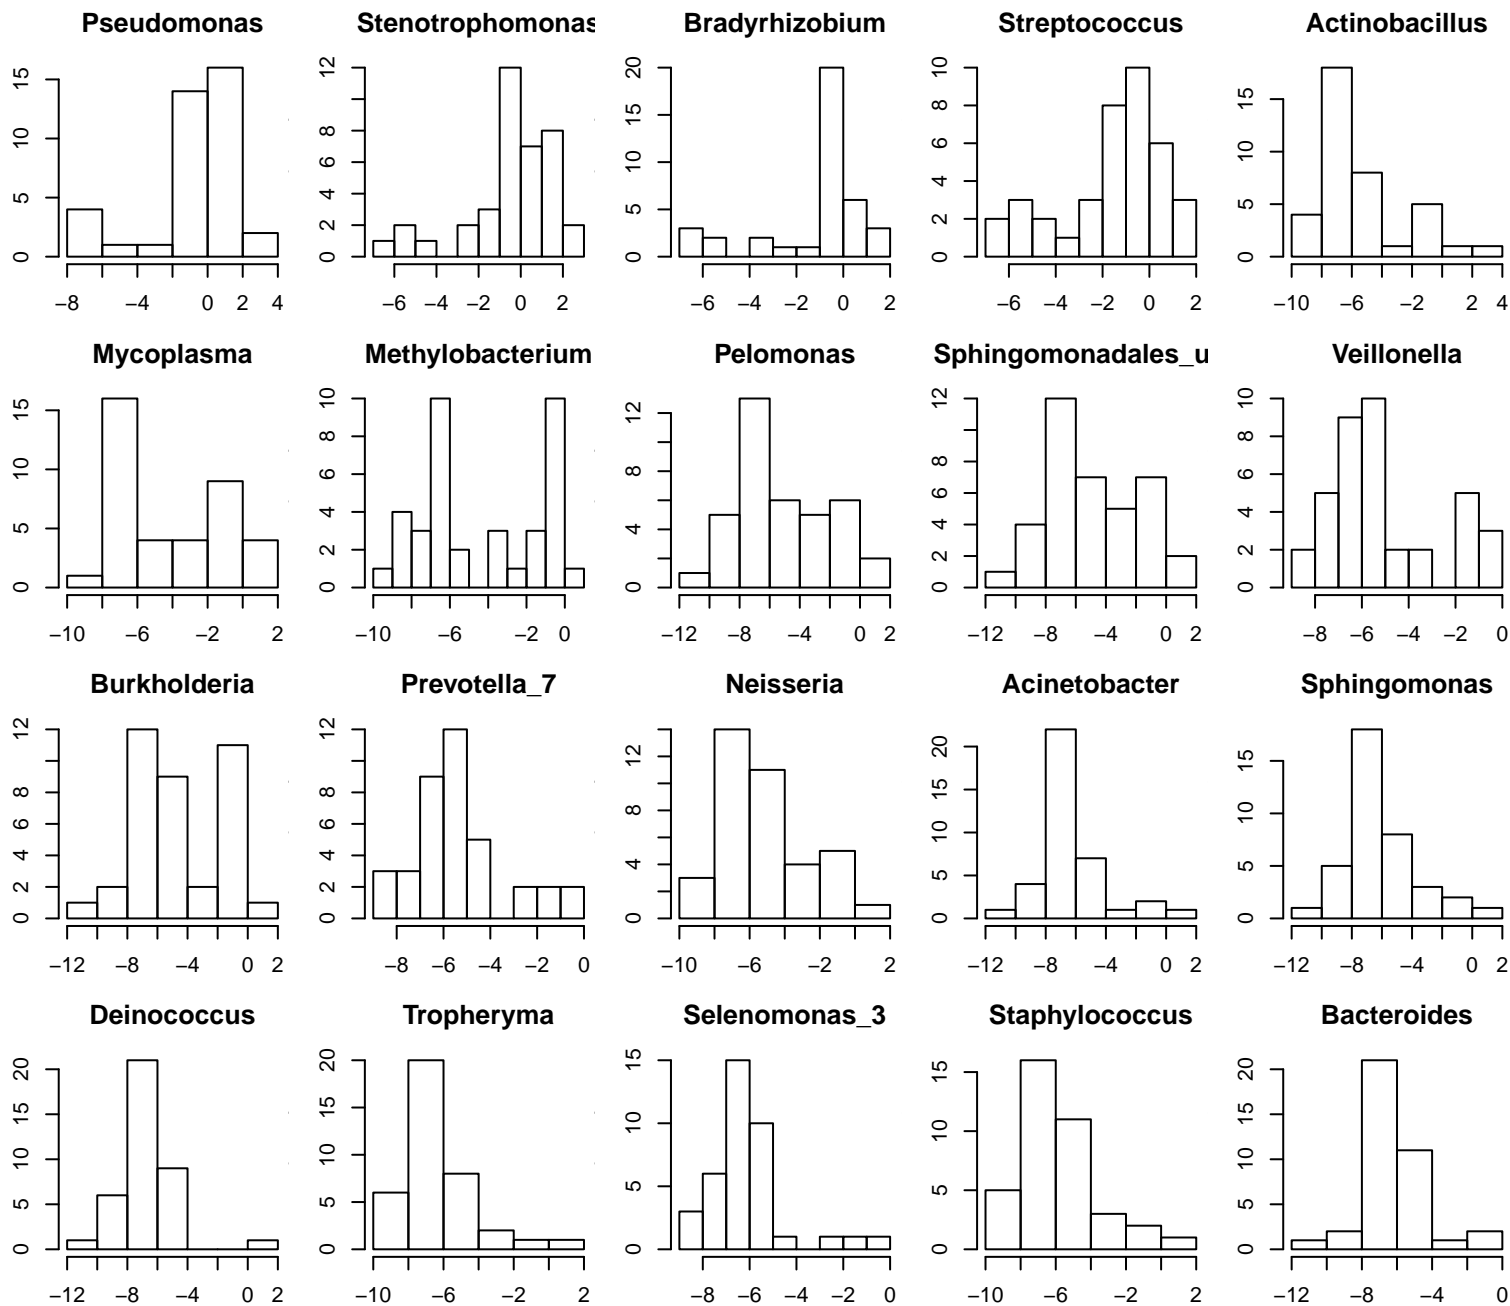 Pseudomonas Stenotrophomonas Bradyrhizobium Streptococcus Actinobacillus
0 5 10 15 0 2 4 6 8 12 0 5 10 15 20 0 2 4 6 8 10 0 5 10 15
−8 −4 0 2 4 −6 −4 −2 0 2 −6 −4 −2 0 2 −6 −4 −2 0 2 −10 −6 −2 2 4
Mycoplasma Methylobacterium Pelomonas Sphingomonadales_u Veillonella
0 5 10 15 0 2 4 6 8 10 0 4 8 12 0 2 4 6 8 12 0 2 4 6 8 10
−10 −6 −2 2 −10 −6 −2 0 −12 −8 −4 0 2 −12 −8 −4 0 2 −8 −6 −4 −2 0
Burkholderia Prevotella_7 Neisseria Acinetobacter Sphingomonas
0 2 4 6 8 12 0 2 4 6 8 12 0 4 8 12 0 5 10 15 20 0 5 10 15
−12 −8 −4 0 2 −8 −6 −4 −2 0 −10 −6 −2 2 −12 −8 −4 0 2 −12 −8 −4 0 2
Deinococcus Tropheryma Selenomonas_3 Staphylococcus Bacteroides
0 5 10 15 20 0 5 10 15 20 0 5 10 15 0 5 10 15 0 5 10 15 20
−12 −8 −4 0 2 −10 −6 −2 2 −8 −6 −4 −2 0 −10 −6 −2 2 −12 −8 −4 0